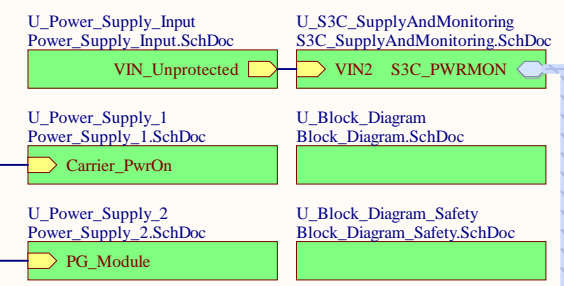 U_Power_Supply_Input
Power_Supply_Input.SchDoc
VIN_Unprotected
U_S3C_SupplyAndMonitoring
S3C_SupplyAndMonitoring.SchDoc
VIN2 S3C_PWRMON
U_Power_Supply_1
Power_Supply_1.SchDoc
Carrier_PwrOn
U_Block_Diagram
Block_Diagram.SchDoc
U_Power_Supply_2
Power_Supply_2.SchDoc
PG_Module
U_Block_Diagram_Safety
Block_Diagram_Safety.SchDoc